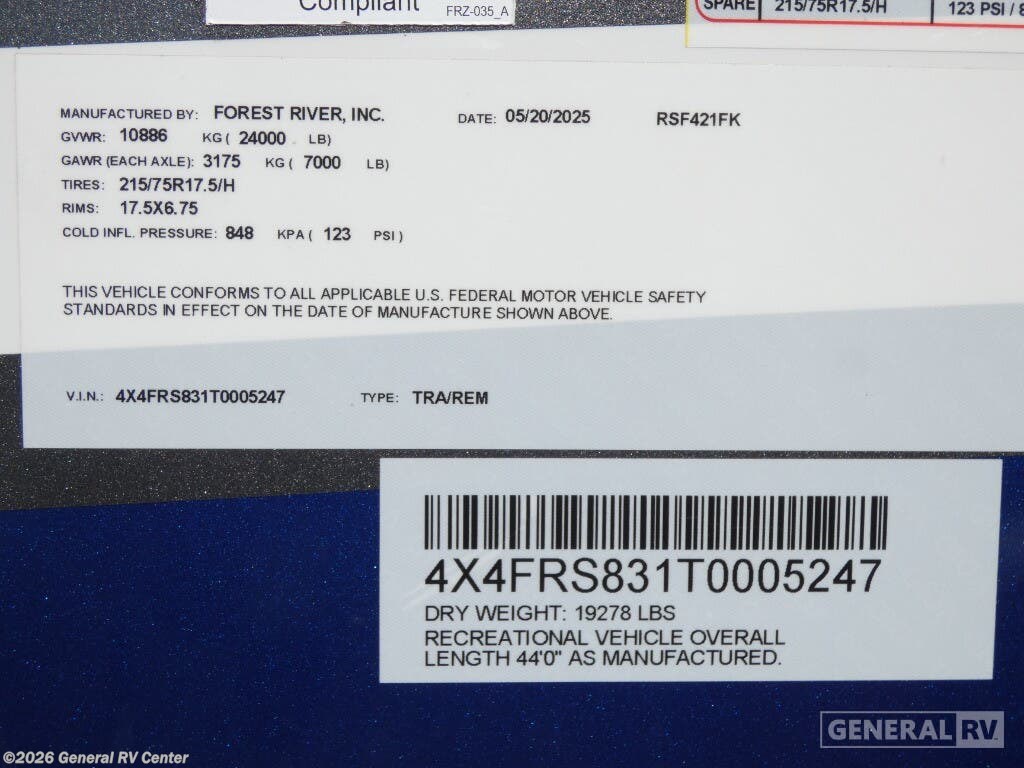 Compliant FRZ-035_A
SPARE 215/75R17.5/H 123 PSI / 8
MANUFACTURED BY: FOREST RIVER, INC. DATE: 05/20/2025 RSF421FK
GVWR: 10886 KG ( 24000 LB)
GAWR (EACH AXLE): 3175 KG ( 7000 LB)
TIRES: 215/75R17.5/H
RIMS: 17.5X6.75
COLD INFL. PRESSURE: 848 KPA ( 123 PSI )
THIS VEHICLE CONFORMS TO ALL APPLICABLE U.S. FEDERAL MOTOR VEHICLE SAFETY
STANDARDS IN EFFECT ON THE DATE OF MANUFACTURE SHOWN ABOVE.
V.I.N.: 4X4FRS831T0005247 TYPE: TRA/REM
4X4FRS831T0005247
DRY WEIGHT: 19278 LBS
RECREATIONAL VEHICLE OVERALL
LENGTH 44'0" AS MANUFACTURED.
GENERAL RV
©2026 General RV Center